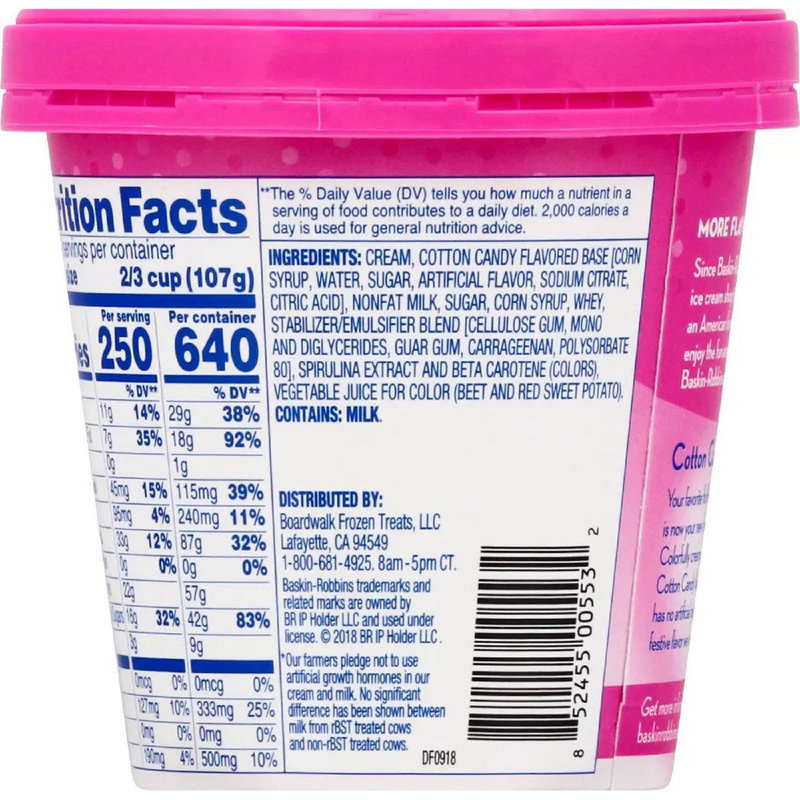 rition Facts
servings per container
size 2/3 cup (107g)
Per serving Per container
250 640
% DV** % DV**
11g 14% 29g 38%
7g 35% 18g 92%
0g 1g
45mg 15% 115mg 39%
95mg 4% 240mg 11%
33g 12% 87g 32%
0g 0% 0g 0%
22g 57g
16g 32% 42g 83%
3g 9g
0mcg 0% 0mcg 0%
127mg 10% 333mg 25%
0mg 0% 0mg 0%
190mg 4% 500mg 10%
**The % Daily Value (DV) tells you how much a nutrient in a
serving of food contributes to a daily diet. 2,000 calories a
day is used for general nutrition advice.
INGREDIENTS: CREAM, COTTON CANDY FLAVORED BASE [CORN
SYRUP, WATER, SUGAR, ARTIFICIAL FLAVOR, SODIUM CITRATE,
CITRIC ACID], NONFAT MILK, SUGAR, CORN SYRUP, WHEY,
STABILIZER/EMULSIFIER BLEND [CELLULOSE GUM, MONO
AND DIGLYCERIDES, GUAR GUM, CARRAGEENAN, POLYSORBATE
80], SPIRULINA EXTRACT AND BETA CAROTENE (COLORS),
VEGETABLE JUICE FOR COLOR (BEET AND RED SWEET POTATO).
CONTAINS: MILK.
DISTRIBUTED BY:
Boardwalk Frozen Treats, LLC
Lafayette, CA 94549
1-800-681-4925. 8am-5pm CT.
Baskin-Robbins trademarks and
related marks are owned by
BR IP Holder LLC and used under
license. © 2018 BR IP Holder LLC.
*Our farmers pledge not to use
artificial growth hormones in our
cream and milk. No significant
difference has been shown between
milk from rBST treated cows
and non-rBST treated cows.
DF0918
8 52455 00553 2
MORE FLA
Since Baskin-R
ice cream shop
an American
enjoy the fun a
Baskin-Robbins
Cotton C
Your favorite
is now your new
Colorfully
Cotton Candy
has no artificial
festive flavor
Get more
baskinrobbins